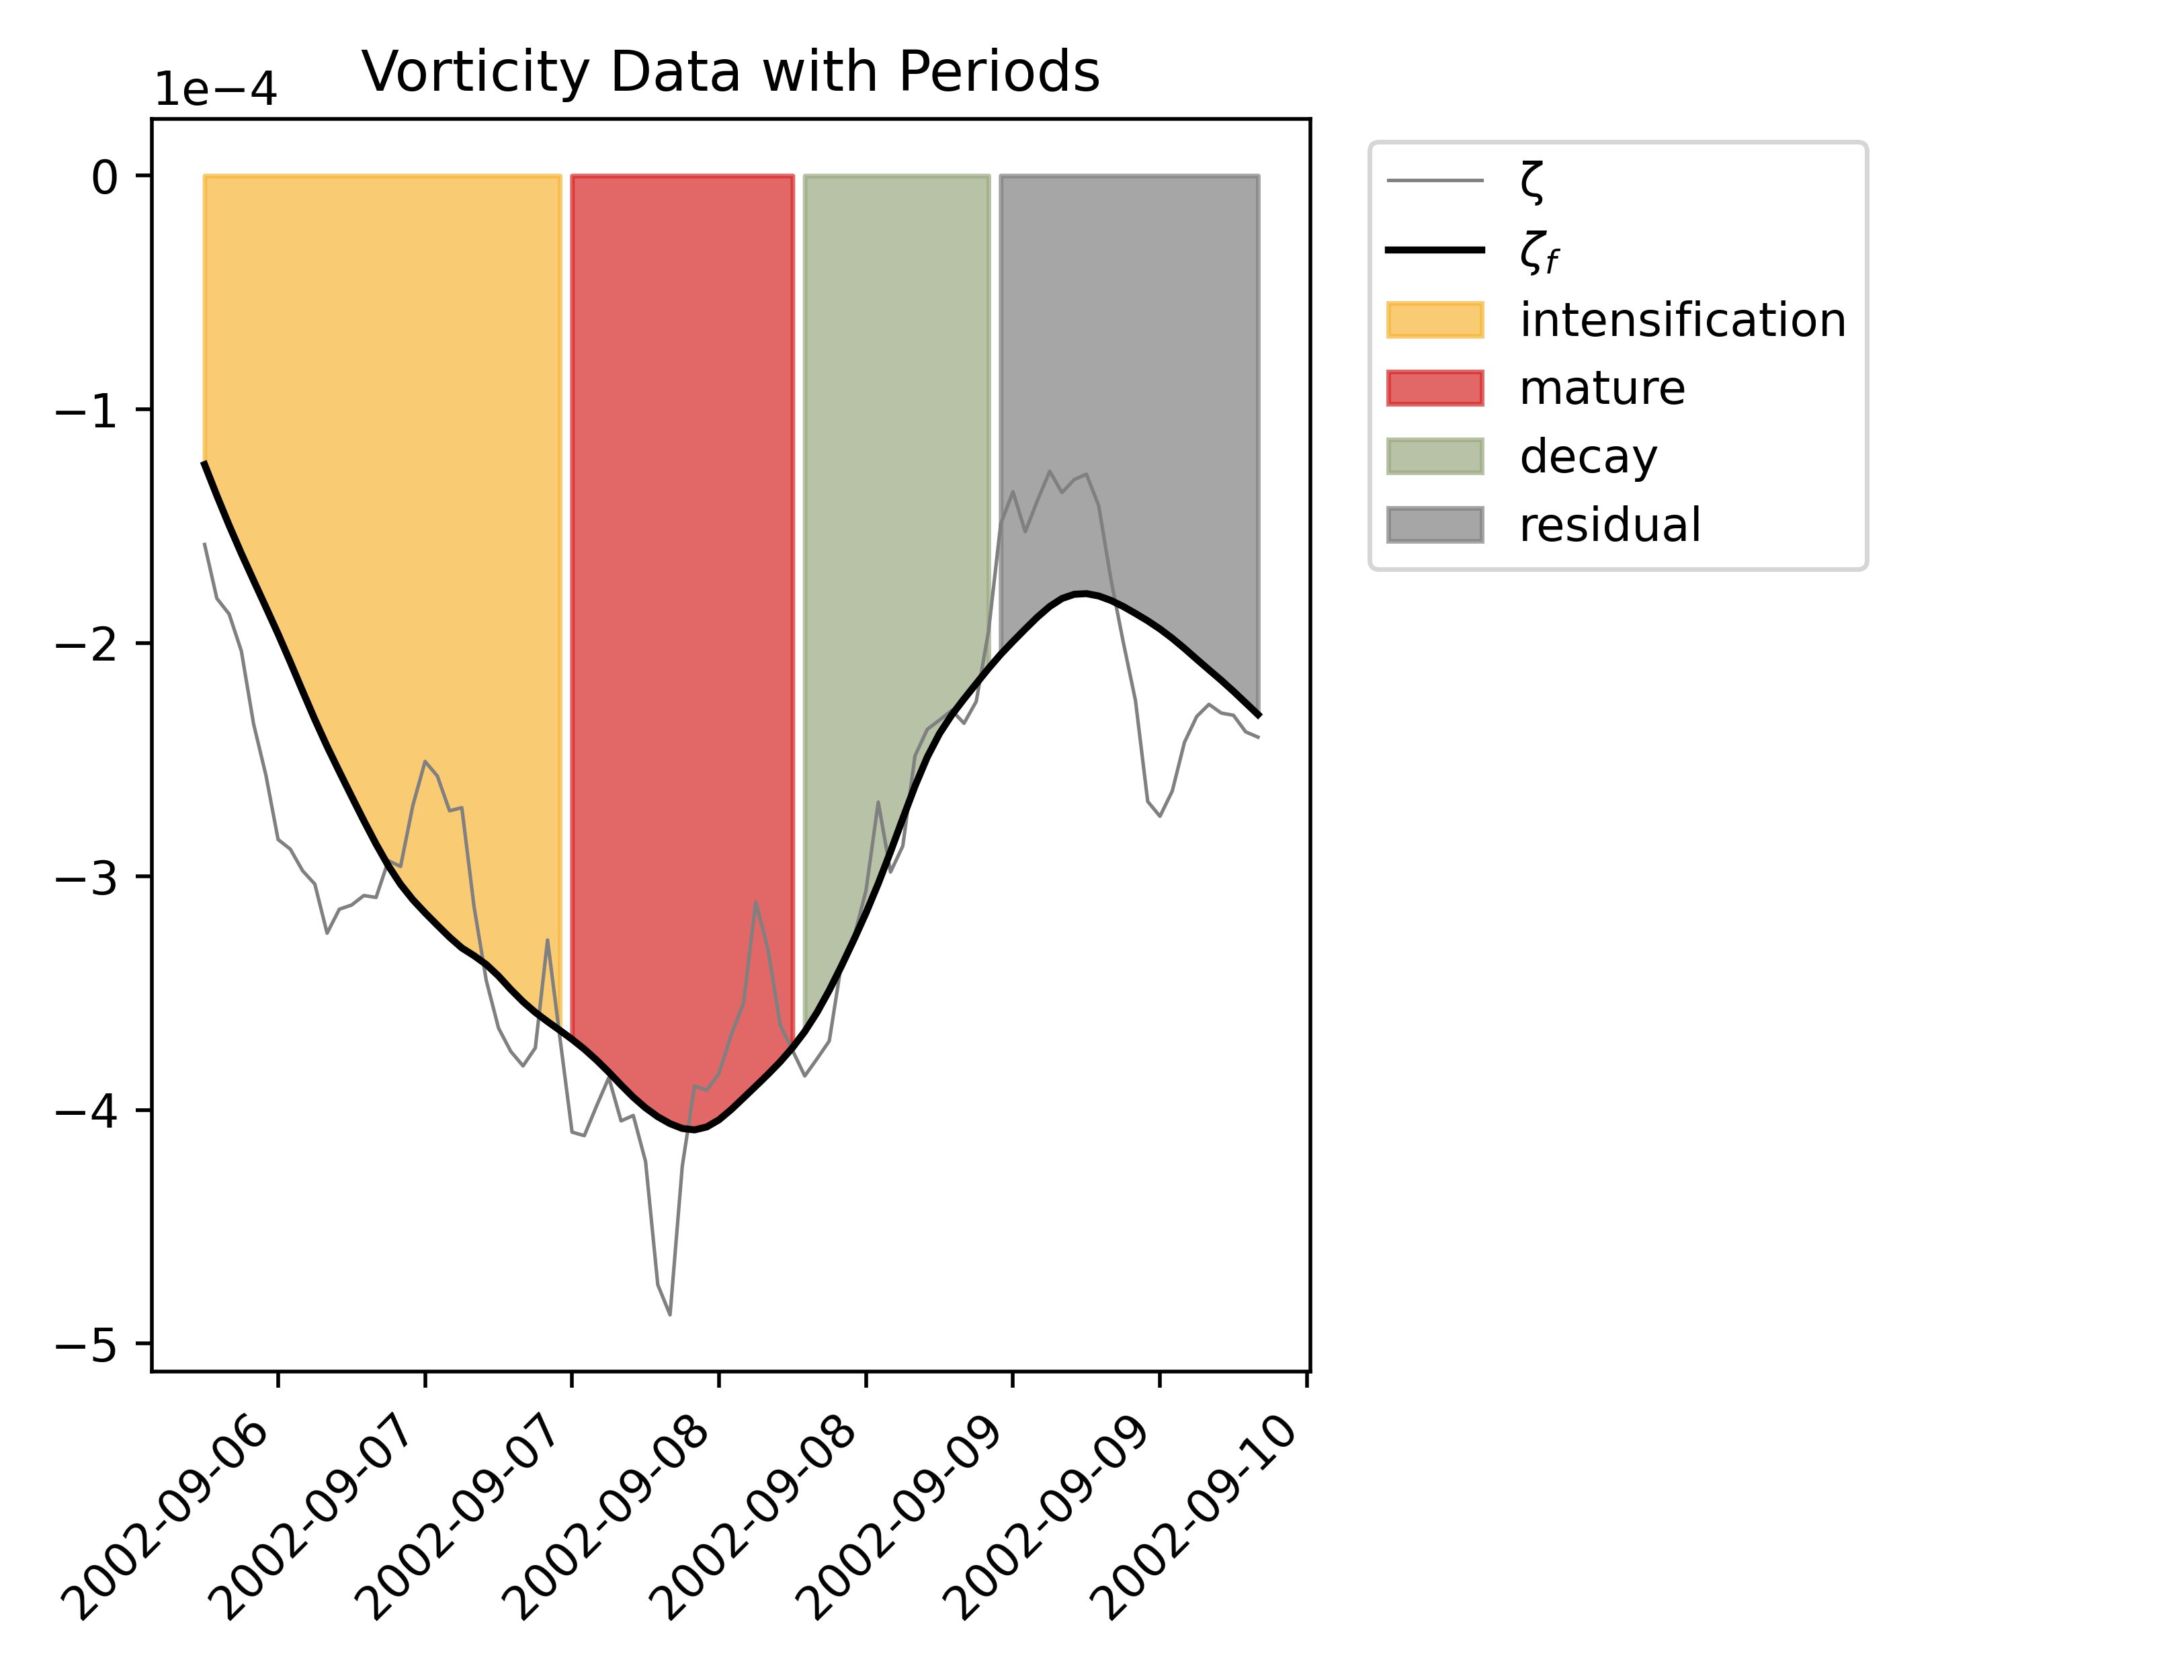 Vorticity Data with Periods
1e−4
0
−1
−2
−3
−4
−5
2002-09-06
2002-09-07
2002-09-07
2002-09-08
2002-09-08
2002-09-09
2002-09-09
2002-09-10
ζ
ζf
intensification
mature
decay
residual